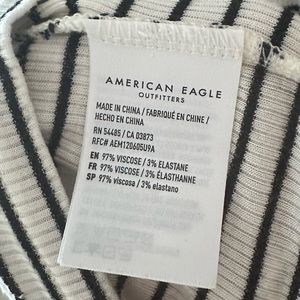 AMERICAN EAGLE
OUTFITTERS
MADE IN CHINA / FABRIQUÉ EN CHINE /
HECHO EN CHINA
RN 54485 / CA 03873
RFC# AEM120605U9A
EN 97% VISCOSE / 3% ELASTANE
FR 97% VISCOSE / 3% ÉLASTHANNE
SP 97% viscosa / 3% elastano